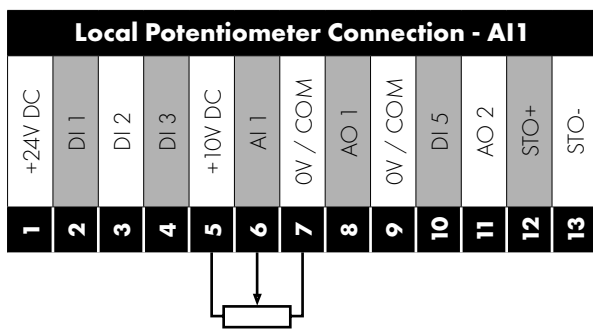 Local Potentiometer Connection - AI1
+24V DC
DI 1
DI 2
DI 3
+10V DC
AI 1
0V / COM
AO 1
0V / COM
DI 5
AO 2
STO+
STO-
1
2
3
4
5
6
7
8
9
10
11
12
13